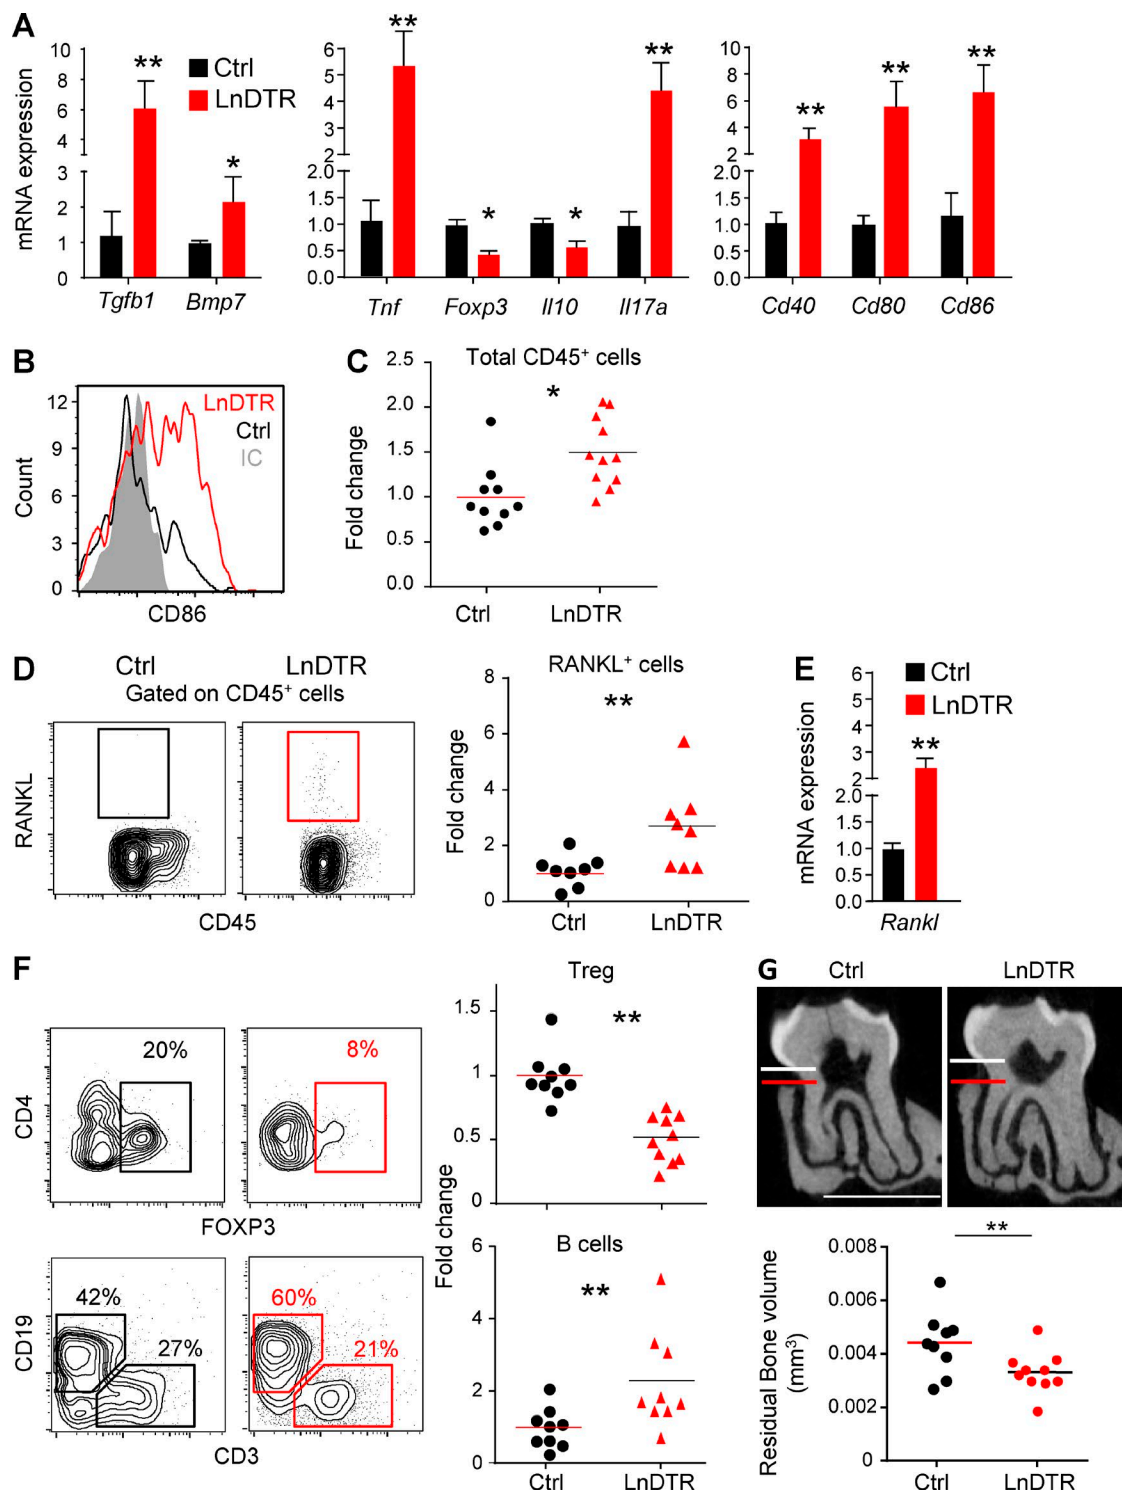 A
mRNA expression
10
8
6
4
3
2
1
0
**
*
Ctrl
LnDTR
Tgfb1 Bmp7
6
5
4
3
2
2.0
1.5
1.0
0.5
0.0
**
*
*
**
Tnf Foxp3 Il10 Il17a
10
8
6
4
2
2.0
1.5
1.0
0.5
0.0
**
**
**
Cd40 Cd80 Cd86
B
Count
12
9
6
3
0
LnDTR
Ctrl
IC
CD86
C
Total CD45+ cells
Fold change
2.5
2.0
1.5
1.0
0.5
0.0
*
Ctrl LnDTR
D
Ctrl LnDTR
Gated on CD45+ cells
RANKL
CD45
RANKL+ cells
Fold change
8
6
4
2
0
**
Ctrl LnDTR
E
Ctrl
LnDTR
mRNA expression
6
5
4
3
2
2.0
1.5
1.0
0.5
0.0
**
Rankl
F
CD4
20%
8%
FOXP3
CD19
42%
27%
60%
21%
CD3
Fold change
Treg
1.5
1
0.5
0
**
B cells
6
4
2
0
**
Ctrl LnDTR
G
Ctrl LnDTR
Residual Bone volume
(mm3)
0.008
0.006
0.004
0.002
0
**
Ctrl LnDTR